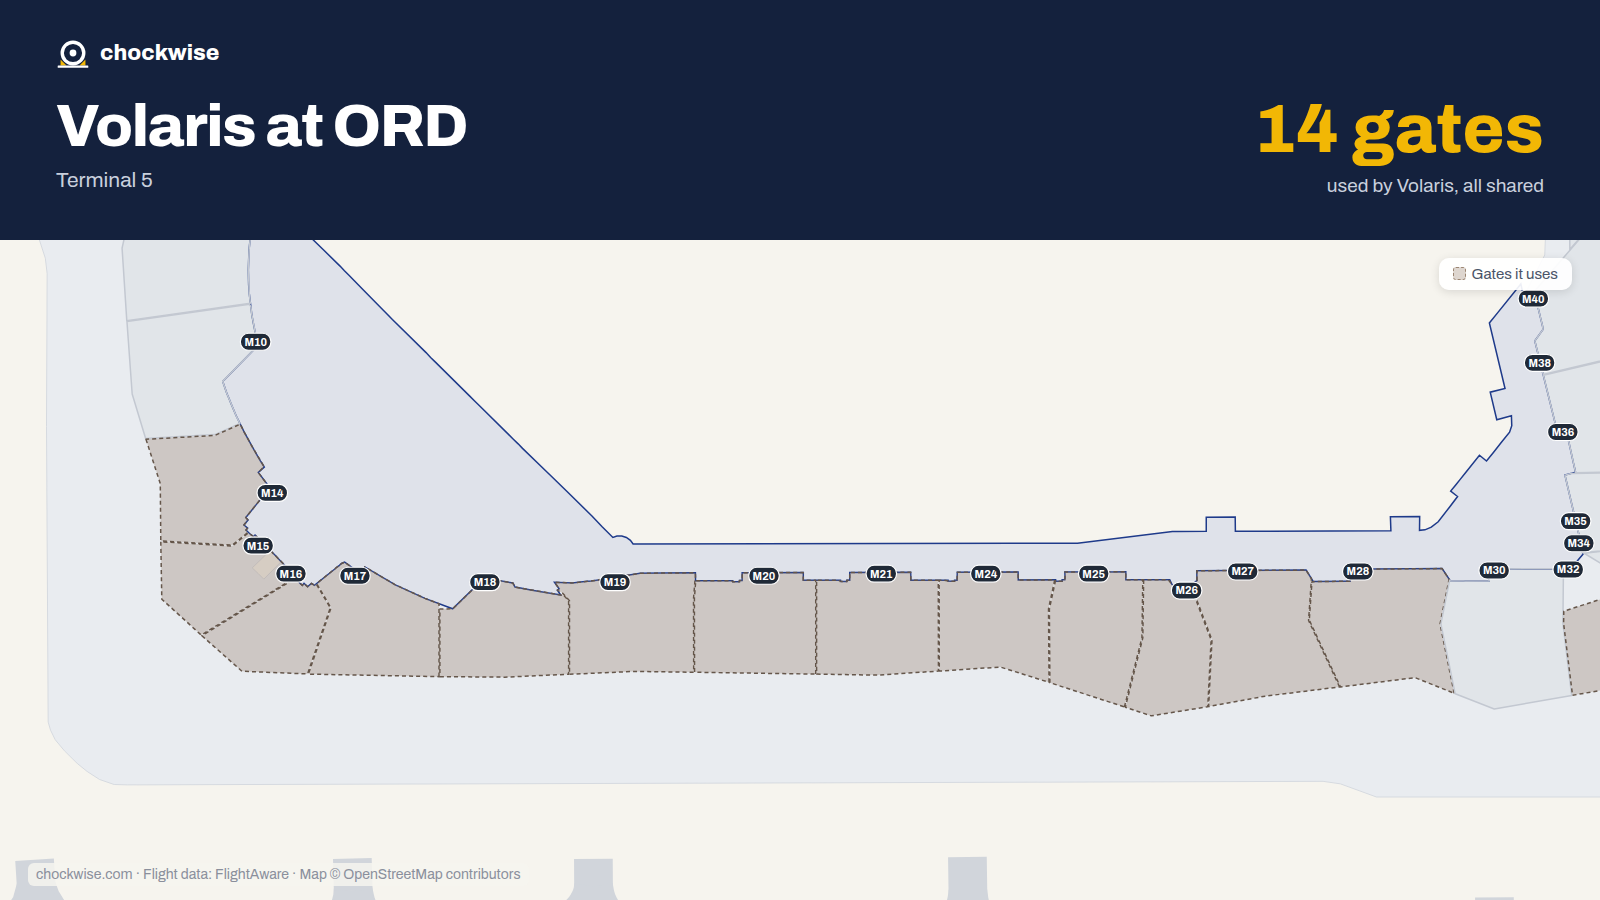 chockwise
Volaris at ORD
Terminal 5
14 gates
used by Volaris, all shared
Gates it uses
M40
M10
M38
M36
M14
M35
M34
M15
M16
M17
M18
M19
M20
M21
M24
M25
M26
M27
M28
M30
M32
chockwise.com · Flight data: FlightAware · Map © OpenStreetMap contributors